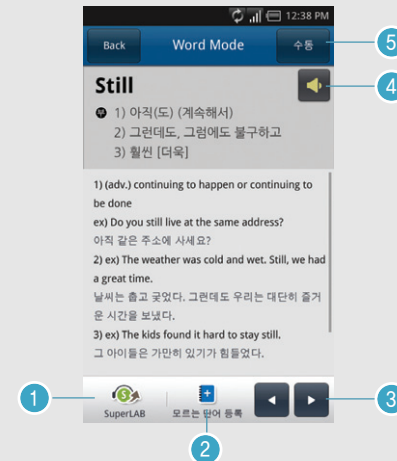 12:38 PM
Back
Word Mode
수동
5
Still
4
부 1) 아직(도) (계속해서)
2) 그런데도, 그럼에도 불구하고
3) 훨씬 [더욱]
1) (adv.) continuing to happen or continuing to
be done
ex) Do you still live at the same address?
아직 같은 주소에 사세요?
2) ex) The weather was cold and wet. Still, we had
a great time.
날씨는 춥고 궂었다. 그런데도 우리는 대단히 즐거
운 시간을 보냈다.
3) ex) The kids found it hard to stay still.
그 아이들은 가만히 있기가 힘들었다.
1
SuperLAB
모르는 단어 등록
3
2